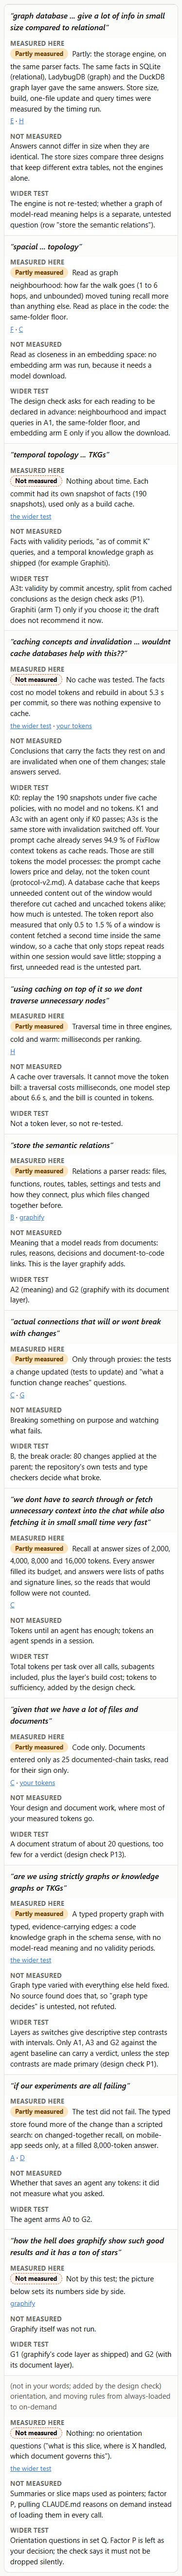 "graph database ... give a lot of info in small
size compared to relational"
MEASURED HERE
Partly measured Partly: the storage engine, on
the same parser facts. The same facts in SQLite
(relational), LadybugDB (graph) and the DuckDB
graph layer gave the same answers. Store size,
build, one-file update and query times were
measured by the timing run.
E · H
NOT MEASURED
Answers cannot differ in size when they are
identical. The store sizes compare three designs
that keep different extra tables, not the engines
alone.
WIDER TEST
The engine is not re-tested; whether a graph of
model-read meaning helps is a separate, untested
question (row "store the semantic relations").
"spacial ... topology"
MEASURED HERE
Partly measured Read as graph
neighbourhood: how far the walk goes (1 to 6
hops, and unbounded) moved tuning recall more
than anything else. Read as place in the code: the
same-folder floor.
F · C
NOT MEASURED
Read as closeness in an embedding space: no
embedding arm was run, because it needs a
model download.
WIDER TEST
The design check asks for each reading to be
declared in advance: neighbourhood and impact
queries in A1, the same-folder floor, and
embedding arm E only if you allow the download.
"temporal topology ... TKGs"
MEASURED HERE
Not measured Nothing about time. Each
commit had its own snapshot of facts (190
snapshots), used only as a build cache.
the wider test
NOT MEASURED
Facts with validity periods, "as of commit K"
queries, and a temporal knowledge graph as
shipped (for example Graphiti).
WIDER TEST
A3t: validity by commit ancestry, split from cached
conclusions as the design check asks (P1).
Graphiti (arm T) only if you choose it; the draft
does not recommend it now.
"caching concepts and invalidation ... wouldnt
cache databases help with this??"
MEASURED HERE
Not measured No cache was tested. The facts
cost no model tokens and rebuild in about 5.3 s
per commit, so there was nothing expensive to
cache.
the wider test · your tokens
NOT MEASURED
Conclusions that carry the facts they rest on and
are invalidated when one of them changes; stale
answers served.
WIDER TEST
K0: replay the 190 snapshots under five cache
policies, with no model and no tokens. K1 and
A3c with an agent only if K0 passes; A3s is the
same store with invalidation switched off. Your
prompt cache already serves 94.9 % of FixFlow
context tokens as cache reads. Those are still
tokens the model processes: the prompt cache
lowers price and delay, not the token count
(protocol-v2.md). A database cache that keeps
unneeded content out of the window would
therefore cut cached and uncached tokens alike;
how much is untested. The token report also
measured that only 0.5 to 1.5 % of a window is
content fetched a second time inside the same
window, so a cache that only stops repeat reads
within one session would save little; stopping a
first, unneeded read is the untested part.
"using caching on top of it so we dont
traverse unnecessary nodes"
MEASURED HERE
Partly measured Traversal time in three engines,
cold and warm: milliseconds per ranking.
H
NOT MEASURED
A cache over traversals. It cannot move the token
bill: a traversal costs milliseconds, one model step
about 6.6 s, and the bill is counted in tokens.
WIDER TEST
Not a token lever, so not re-tested.
"store the semantic relations"
MEASURED HERE
Partly measured Relations a parser reads: files,
functions, routes, tables, settings and tests and
how they connect, plus which files changed
together before.
B · graphify
NOT MEASURED
Meaning that a model reads from documents:
rules, reasons, decisions and document-to-code
links. This is the layer graphify adds.
WIDER TEST
A2 (meaning) and G2 (graphify with its document
layer).
"actual connections that will or wont break
with changes"
MEASURED HERE
Partly measured Only through proxies: the tests
a change updated (tests to update) and "what a
function change reaches" questions.
C · G
NOT MEASURED
Breaking something on purpose and watching
what fails.
WIDER TEST
B, the break oracle: 80 changes applied at the
parent; the repository's own tests and type
checkers decide what broke.
"we dont have to search through or fetch
unnecessary context into the chat while also
fetching it in small small time very fast"
MEASURED HERE
Partly measured Recall at answer sizes of 2,000,
4,000, 8,000 and 16,000 tokens. Every answer
filled its budget, and answers were lists of paths
and signature lines, so the reads that would
follow were not counted.
C
NOT MEASURED
Tokens until an agent has enough; tokens an
agent spends in a session.
WIDER TEST
Total tokens per task over all calls, subagents
included, plus the layer's build cost; tokens to
sufficiency, added by the design check.
"given that we have a lot of files and
documents"
MEASURED HERE
Partly measured Code only. Documents
entered only as 25 documented-chain tasks, read
for their sign only.
C · your tokens
NOT MEASURED
Your design and document work, where most of
your measured tokens go.
WIDER TEST
A document stratum of about 20 questions, too
few for a verdict (design check P13).
"are we using strictly graphs or knowledge
graphs or TKGs"
MEASURED HERE
Partly measured A typed property graph with
typed, evidence-carrying edges: a code
knowledge graph in the schema sense, with no
model-read meaning and no validity periods.
the wider test
NOT MEASURED
Graph type varied with everything else held fixed.
No source found does that, so "graph type
decides" is untested, not refuted.
WIDER TEST
Layers as switches give descriptive step contrasts
with intervals. Only A1, A3 and G2 against the
agent baseline can carry a verdict, unless the step
contrasts are made primary (design check P1).
"if our experiments are all failing"
MEASURED HERE
Partly measured The test did not fail. The typed
store found more of the change than a scripted
search: on changed-together recall, on mobile-
app seeds only, at a filled 8,000-token answer.
A · D
NOT MEASURED
Whether that saves an agent any tokens: it did
not measure what you asked.
WIDER TEST
The agent arms A0 to G2.
"how the hell does graphify show such good
results and it has a ton of stars"
MEASURED HERE
Not measured Not by this test; the picture
below sets its numbers side by side.
graphify
NOT MEASURED
Graphify itself was not run.
WIDER TEST
G1 (graphify's code layer as shipped) and G2 (with
its document layer).
(not in your words; added by the design check)
orientation, and moving rules from always-loaded
to on-demand
MEASURED HERE
Not measured Nothing: no orientation
questions ("what is this slice, where is X handled,
which document governs this").
the wider test
NOT MEASURED
Summaries or slice maps used as pointers; factor
P, pulling CLAUDE.md reasons on demand instead
of loading them in every call.
WIDER TEST
Orientation questions in set Q. Factor P is left as
your decision; the check says it must not be
dropped silently.